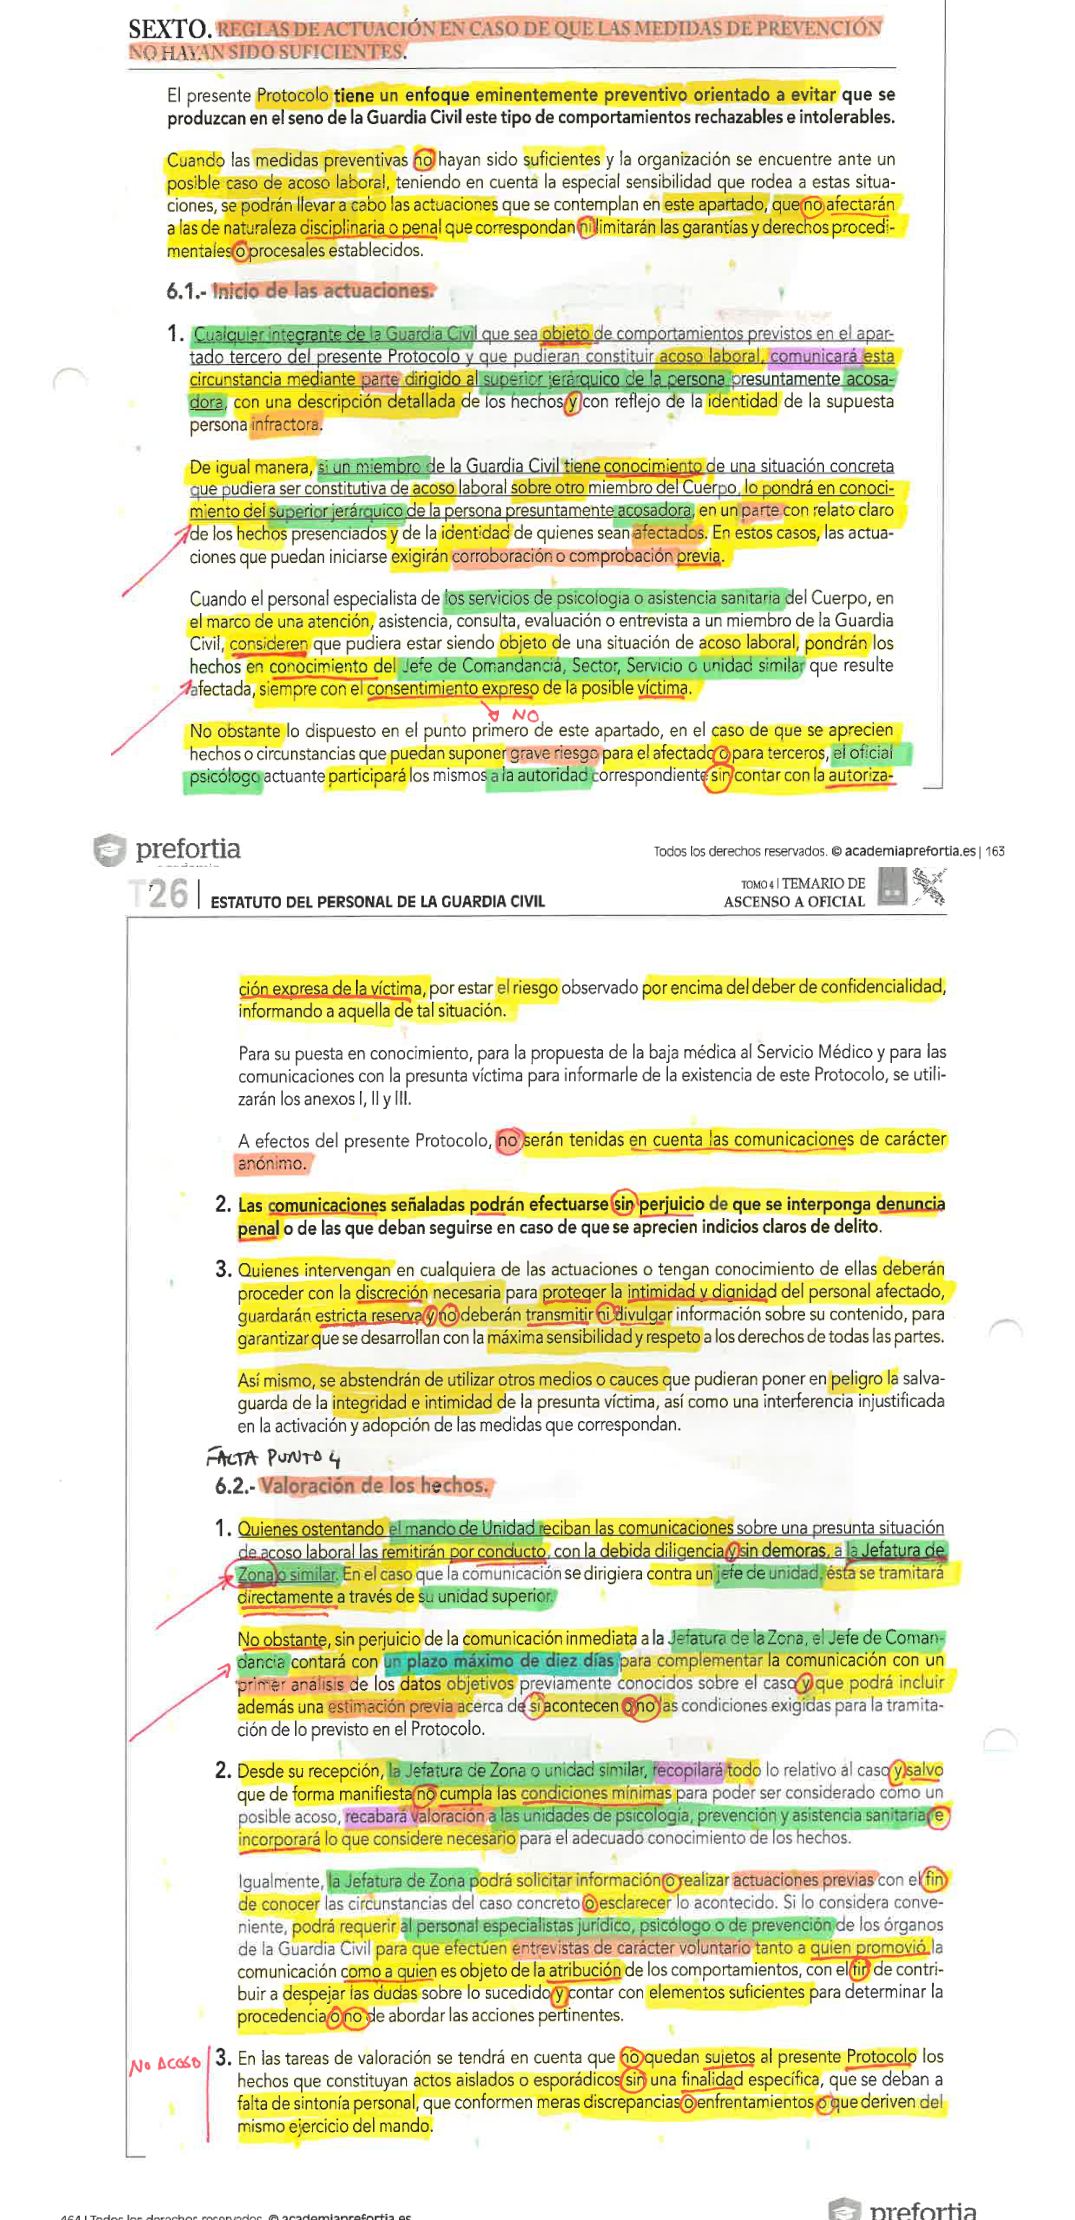 SEXTO. REGLAS DE ACTUACIÓN EN CASO DE QUE LAS MEDIDAS DE PREVENCIÓN
NO HAYAN SIDO SUFICIENTES.
El presente Protocolo tiene un enfoque eminentemente preventivo orientado a evitar que se
produzcan en el seno de la Guardia Civil este tipo de comportamientos rechazables e intolerables.
Cuando las medidas preventivas no hayan sido suficientes y la organización se encuentre ante un
posible caso de acoso laboral, teniendo en cuenta la especial sensibilidad que rodea a estas situa-
ciones, se podrán llevar a cabo las actuaciones que se contemplan en este apartado, que no afectarán
a las de naturaleza disciplinaria o penal que correspondan ni limitarán las garantías y derechos procedi-
mentales o procesales establecidos.
6.1.- Inicio de las actuaciones.
1. Cualquier integrante de la Guardia Civil que sea objeto de comportamientos previstos en el apar-
tado tercero del presente Protocolo y que pudieran constituir acoso laboral, comunicará esta
circunstancia mediante parte dirigido al superior jerárquico de la persona presuntamente acosa-
dora, con una descripción detallada de los hechos y con reflejo de la identidad de la supuesta
persona infractora.
De igual manera, si un miembro de la Guardia Civil tiene conocimiento de una situación concreta
que pudiera ser constitutiva de acoso laboral sobre otro miembro del Cuerpo, lo pondrá en conoci-
miento del superior jerárquico de la persona presuntamente acosadora, en un parte con relato claro
de los hechos presenciados y de la identidad de quienes sean afectados. En estos casos, las actua-
ciones que puedan iniciarse exigirán corroboración o comprobación previa.
Cuando el personal especialista de los servicios de psicología o asistencia sanitaria del Cuerpo, en
el marco de una atención, asistencia, consulta, evaluación o entrevista a un miembro de la Guardia
Civil, consideren que pudiera estar siendo objeto de una situación de acoso laboral, pondrán los
hechos en conocimiento del Jefe de Comandancia, Sector, Servicio o unidad similar que resulte
afectada, siempre con el consentimiento expreso de la posible víctima.
NO
No obstante lo dispuesto en el punto primero de este apartado, en el caso de que se aprecien
hechos o circunstancias que puedan suponer grave riesgo para el afectado o para terceros, el oficial
psicólogo actuante participará los mismos a la autoridad correspondiente sin contar con la autoriza-
prefortia
Todos los derechos reservados. © academiaprefortia.es | 163
T26 | ESTATUTO DEL PERSONAL DE LA GUARDIA CIVIL
TOMO 4 | TEMARIO DE
ASCENSO A OFICIAL
ción expresa de la víctima, por estar el riesgo observado por encima del deber de confidencialidad,
informando a aquella de tal situación.
Para su puesta en conocimiento, para la propuesta de la baja médica al Servicio Médico y para las
comunicaciones con la presunta víctima para informarle de la existencia de este Protocolo, se utili-
zarán los anexos I, II y III.
A efectos del presente Protocolo, no serán tenidas en cuenta las comunicaciones de carácter
anónimo.
2. Las comunicaciones señaladas podrán efectuarse sin perjuicio de que se interponga denuncia
penal o de las que deban seguirse en caso de que se aprecien indicios claros de delito.
3. Quienes intervengan en cualquiera de las actuaciones o tengan conocimiento de ellas deberán
proceder con la discreción necesaria para proteger la intimidad y dignidad del personal afectado,
guardarán estricta reserva y no deberán transmitir ni divulgar información sobre su contenido, para
garantizar que se desarrollan con la máxima sensibilidad y respeto a los derechos de todas las partes.
Así mismo, se abstendrán de utilizar otros medios o cauces que pudieran poner en peligro la salva-
guarda de la integridad e intimidad de la presunta víctima, así como una interferencia injustificada
en la activación y adopción de las medidas que correspondan.
FALTA PUNTO 4
6.2.- Valoración de los hechos.
1. Quienes ostentando el mando de Unidad reciban las comunicaciones sobre una presunta situación
de acoso laboral las remitirán por conducto, con la debida diligencia y sin demoras, a la Jefatura de
Zona o similar. En el caso que la comunicación se dirigiera contra un jefe de unidad, ésta se tramitará
directamente a través de su unidad superior.
No obstante, sin perjuicio de la comunicación inmediata a la Jefatura de la Zona, el Jefe de Coman-
dancia contará con un plazo máximo de diez días para complementar la comunicación con un
primer análisis de los datos objetivos previamente conocidos sobre el caso y que podrá incluir
además una estimación previa acerca de si acontecen o no las condiciones exigidas para la tramita-
ción de lo previsto en el Protocolo.
2. Desde su recepción, la Jefatura de Zona o unidad similar, recopilará todo lo relativo al caso y salvo
que de forma manifiesta no cumpla las condiciones mínimas para poder ser considerado como un
posible acoso, recabará valoración a las unidades de psicología, prevención y asistencia sanitaria e
incorporará lo que considere necesario para el adecuado conocimiento de los hechos.
Igualmente, la Jefatura de Zona podrá solicitar información o realizar actuaciones previas con el fin
de conocer las circunstancias del caso concreto o esclarecer lo acontecido. Si lo considera conve-
niente, podrá requerir al personal especialistas jurídico, psicólogo o de prevención de los órganos
de la Guardia Civil para que efectúen entrevistas de carácter voluntario tanto a quien promovió la
comunicación como a quien es objeto de la atribución de los comportamientos, con el fin de contri-
buir a despejar las dudas sobre lo sucedido y contar con elementos suficientes para determinar la
procedencia o no de abordar las acciones pertinentes.
NO ACOSO
3. En las tareas de valoración se tendrá en cuenta que no quedan sujetos al presente Protocolo los
hechos que constituyan actos aislados o esporádicos sin una finalidad específica, que se deban a
falta de sintonía personal, que conformen meras discrepancias o enfrentamientos o que deriven del
mismo ejercicio del mando.
464 | Todos los derechos reservados. © academiaprefortia.es
prefortia